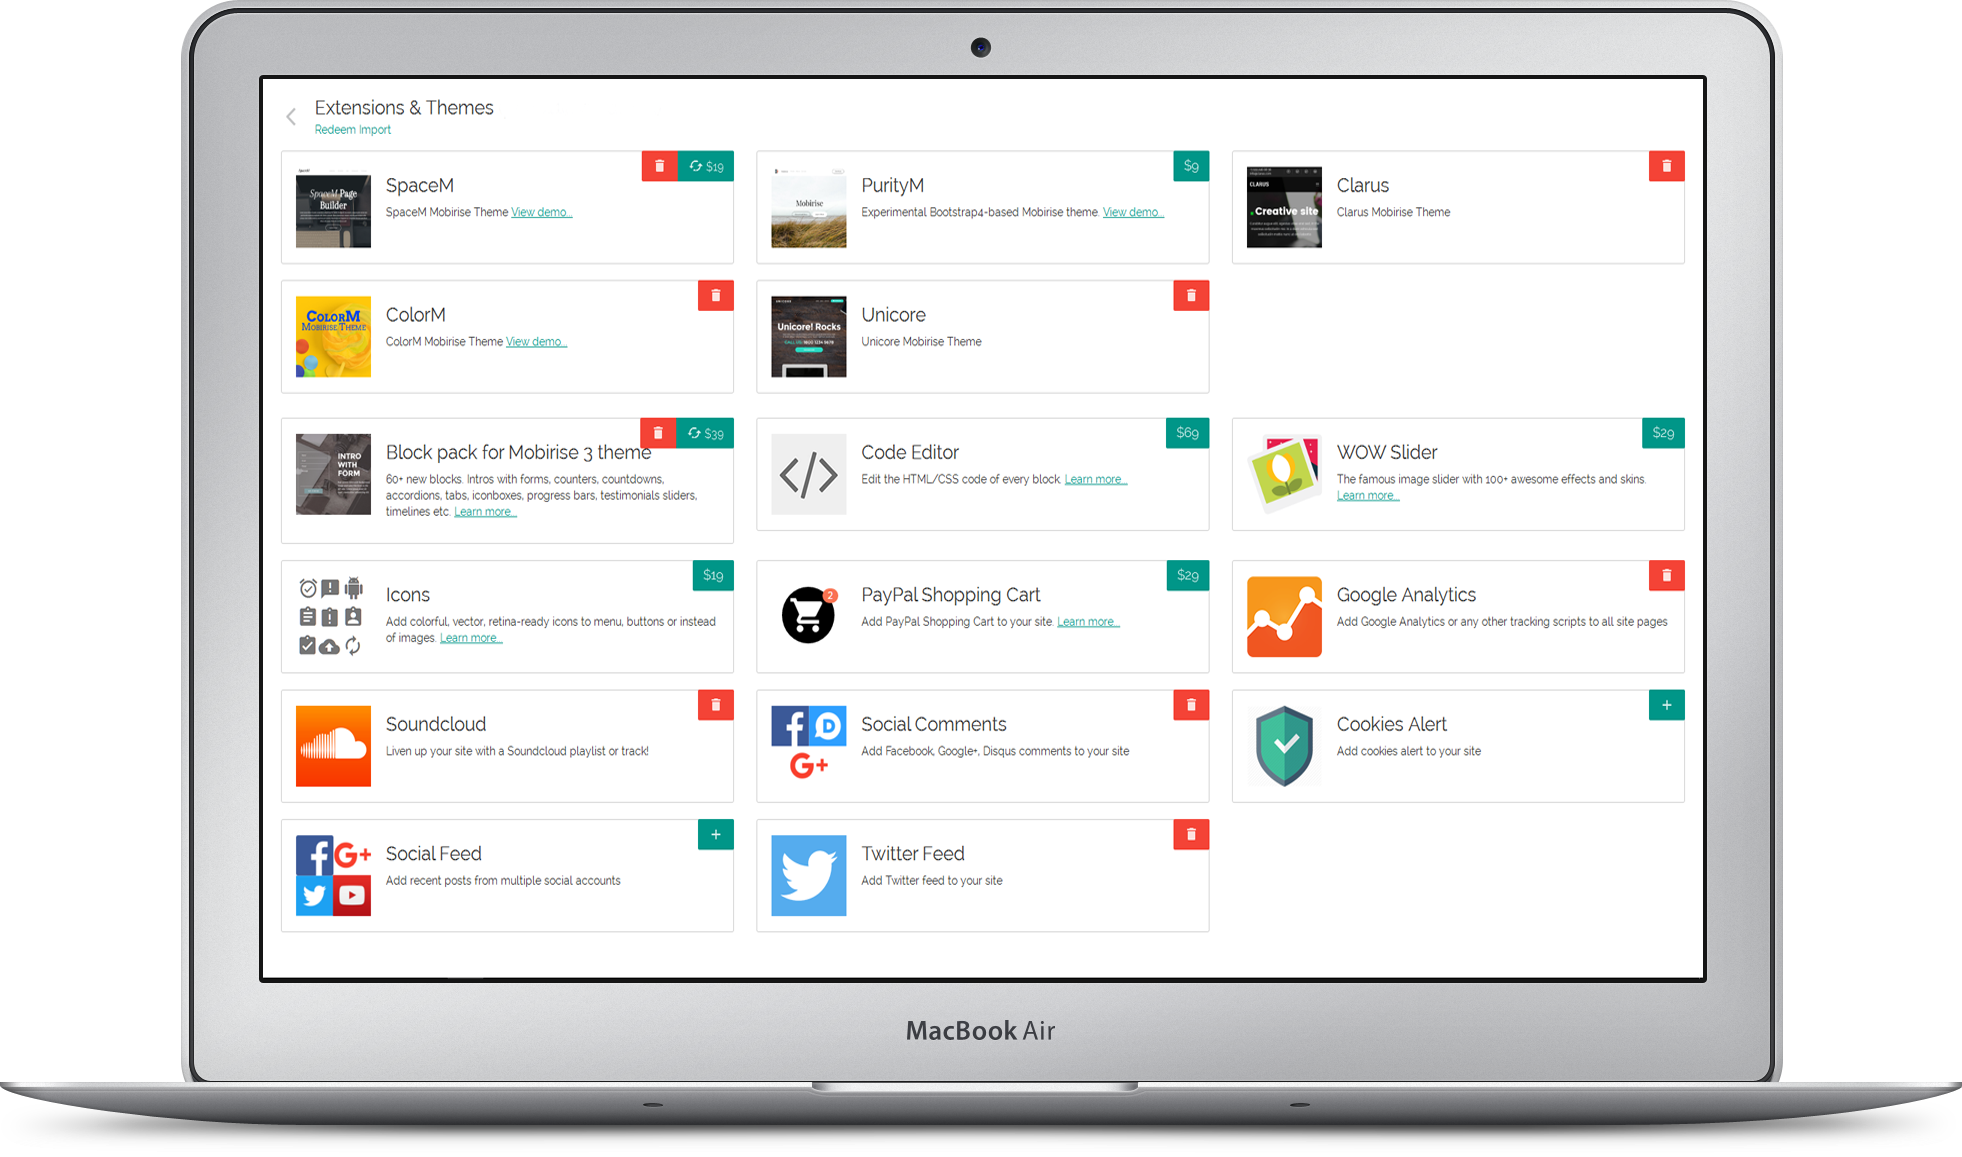 Extensions & Themes
Redeem Import
$19
SpaceM Page
Builder
SpaceM
SpaceM Mobirise Theme View demo...
$9
Mobirise
PurityM
Experimental Bootstrap4-based Mobirise theme. View demo...
CLARUS
Creative site
Clarus
Clarus Mobirise Theme
COLORM
MOBIRISE THEME
ColorM
ColorM Mobirise Theme View demo...
Unicore! Rocks
Unicore
Unicore Mobirise Theme
$39
INTRO
WITH
FORM
Block pack for Mobirise 3 theme
60+ new blocks. Intros with forms, counters, countdowns,
accordions, tabs, iconboxes, progress bars, testimonials sliders,
timelines etc. Learn more...
$69
Code Editor
Edit the HTML/CSS code of every block. Learn more...
$29
WOW Slider
The famous image slider with 100+ awesome effects and skins.
Learn more...
$19
Icons
Add colorful, vector, retina-ready icons to menu, buttons or instead
of images. Learn more...
$29
2
PayPal Shopping Cart
Add PayPal Shopping Cart to your site. Learn more...
Google Analytics
Add Google Analytics or any other tracking scripts to all site pages
Soundcloud
Liven up your site with a Soundcloud playlist or track!
Social Comments
Add Facebook, Google+, Disqus comments to your site
Cookies Alert
Add cookies alert to your site
Social Feed
Add recent posts from multiple social accounts
Twitter Feed
Add Twitter feed to your site
MacBook Air